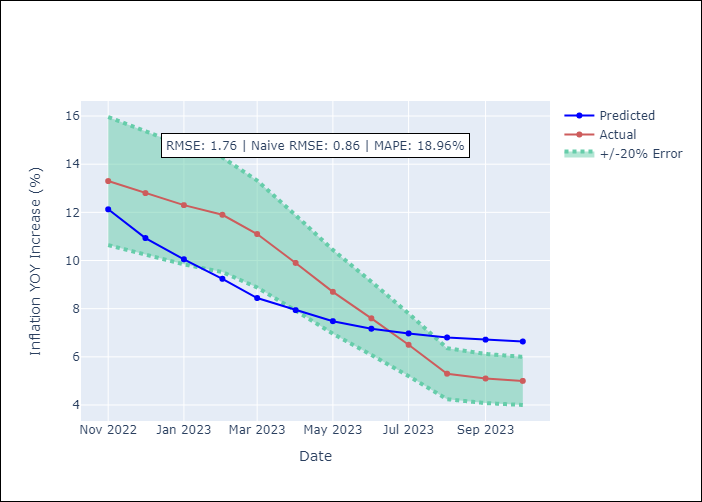 Predicted
Actual
+/-20% Error
RMSE: 1.76 | Naive RMSE: 0.86 | MAPE: 18.96%
Inflation YOY Increase (%)
16
14
12
10
8
6
4
Nov 2022
Jan 2023
Mar 2023
May 2023
Jul 2023
Sep 2023
Date